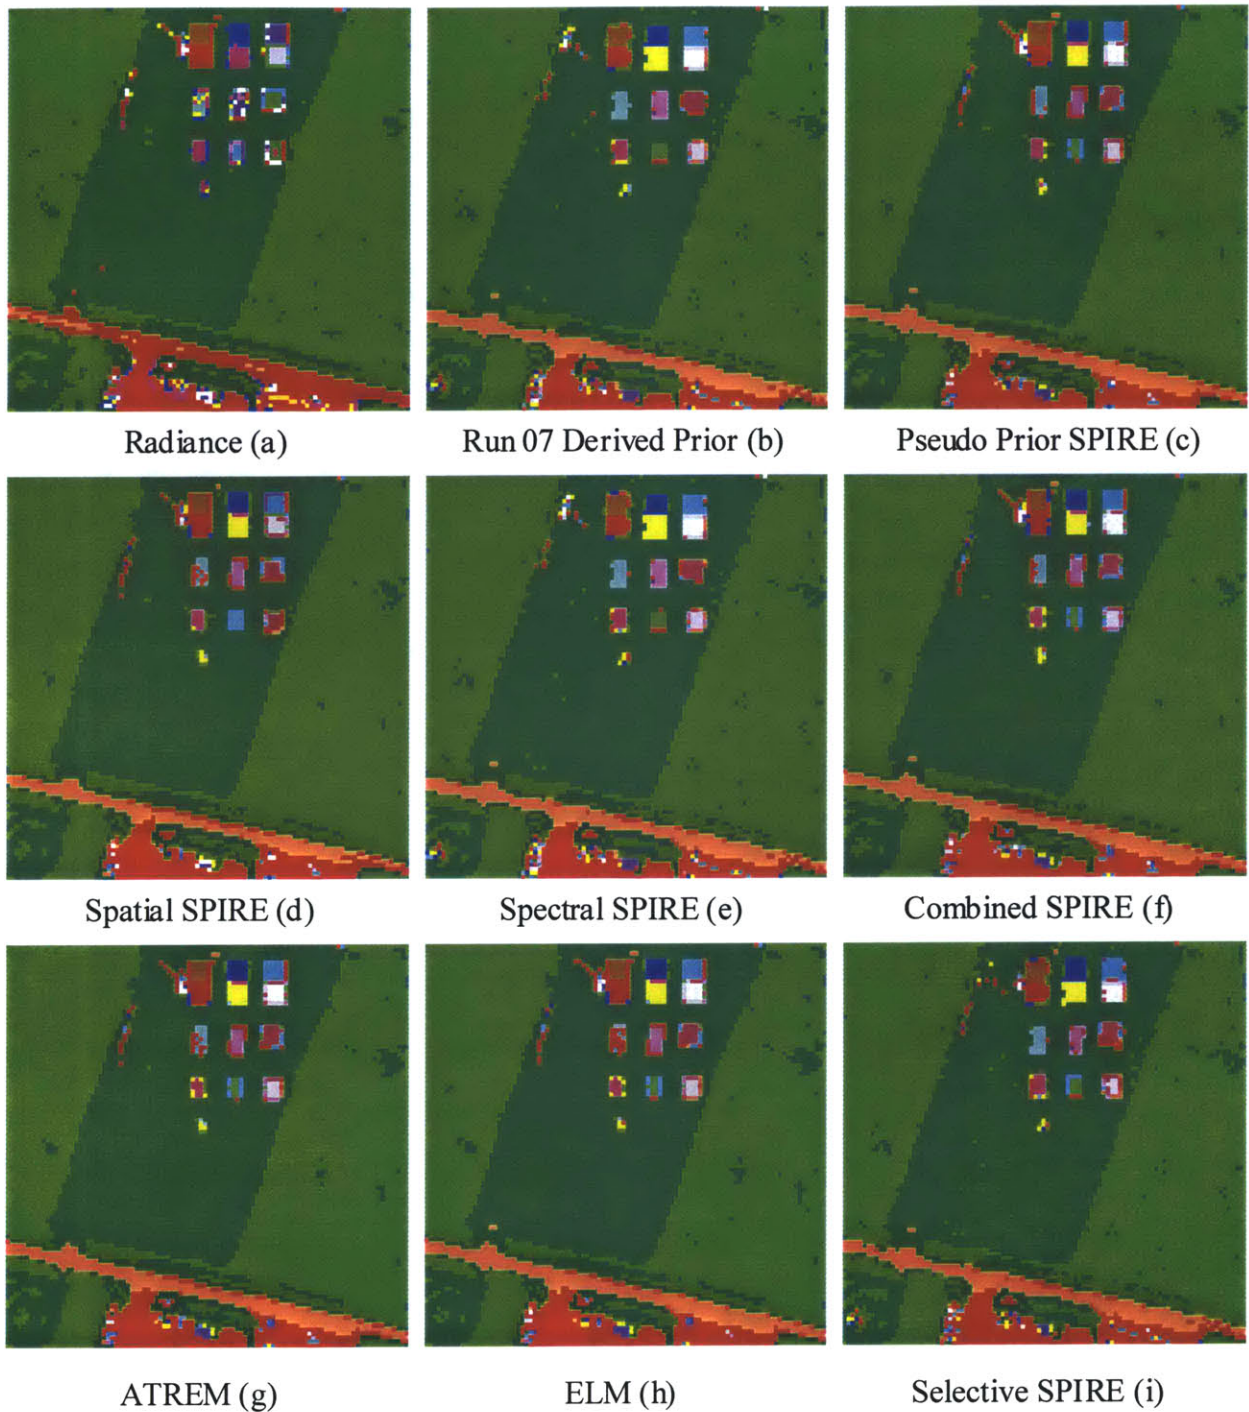 Radiance (a)
Run 07 Derived Prior (b)
Pseudo Prior SPIRE (c)
Spatial SPIRE (d)
Spectral SPIRE (e)
Combined SPIRE (f)
ATREM (g)
ELM (h)
Selective SPIRE (i)